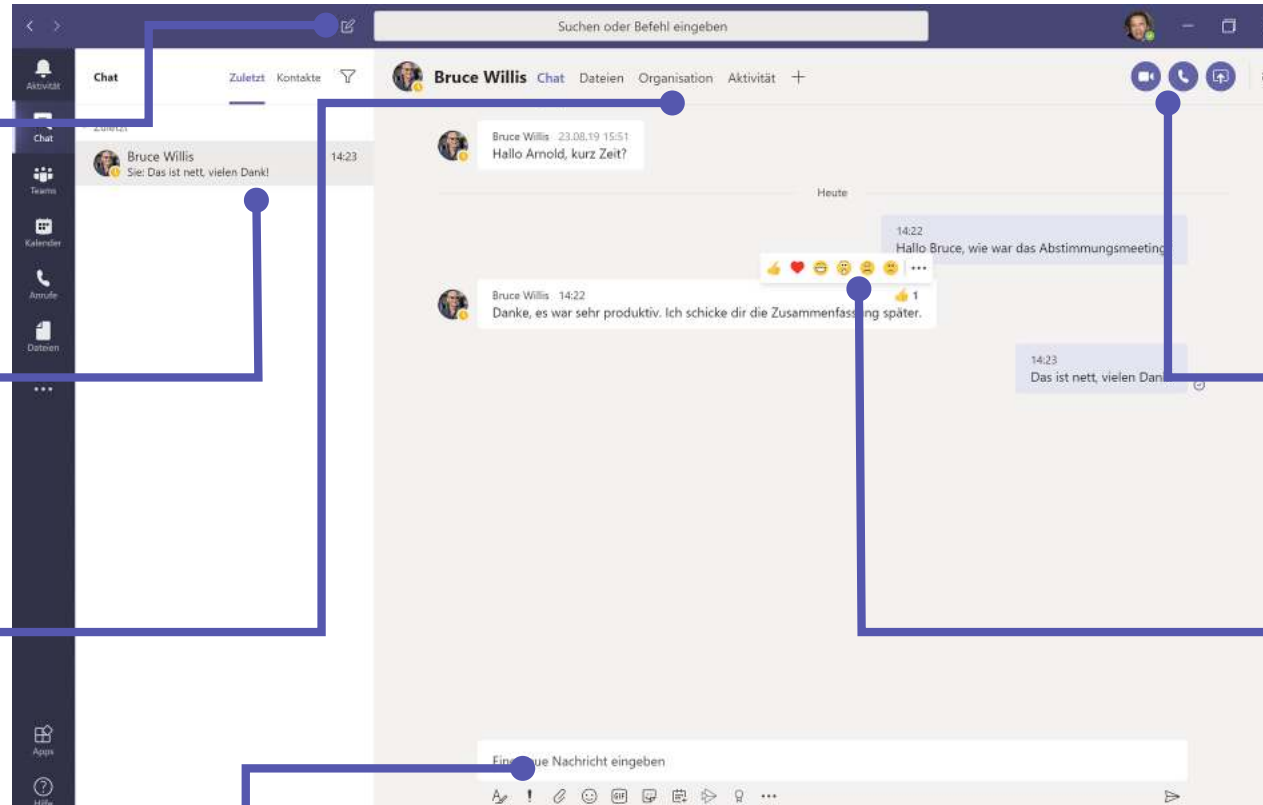 Suchen oder Befehl eingeben
Aktivität
Chat
Teams
Kalender
Anrufe
Dateien
Apps
Hilfe
Chat Zuletzt Kontakte
Zuletzt
Bruce Willis 14:23
Sie: Das ist nett, vielen Dank!
Bruce Willis Chat Dateien Organisation Aktivität
Bruce Willis 23.08.19 15:51
Hallo Arnold, kurz Zeit?
Heute
14:22
Hallo Bruce, wie war das Abstimmungsmeeting
Bruce Willis 14:22 1
Danke, es war sehr produktiv. Ich schicke dir die Zusammenfassung später.
14:23
Das ist nett, vielen Dank
Eine neue Nachricht eingeben
GIF